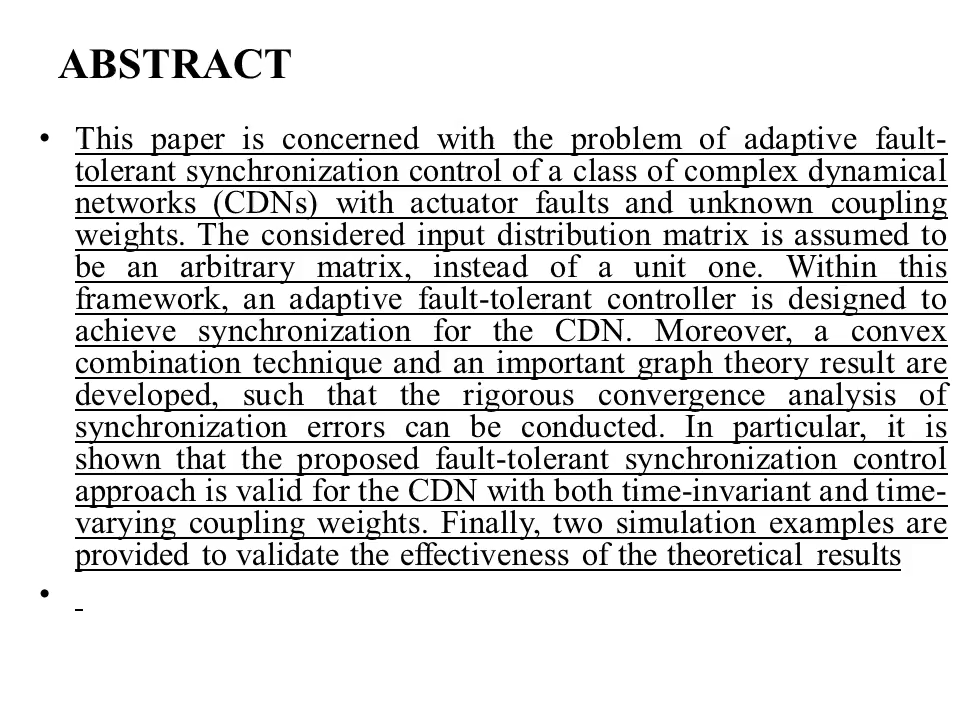 ABSTRACT
• This paper is concerned with the problem of adaptive fault-
tolerant synchronization control of a class of complex dynamical
networks (CDNs) with actuator faults and unknown coupling
weights. The considered input distribution matrix is assumed to
be an arbitrary matrix, instead of a unit one. Within this
framework, an adaptive fault-tolerant controller is designed to
achieve synchronization for the CDN. Moreover, a convex
combination technique and an important graph theory result are
developed, such that the rigorous convergence analysis of
synchronization errors can be conducted. In particular, it is
shown that the proposed fault-tolerant synchronization control
approach is valid for the CDN with both time-invariant and time-
varying coupling weights. Finally, two simulation examples are
provided to validate the effectiveness of the theoretical results
•